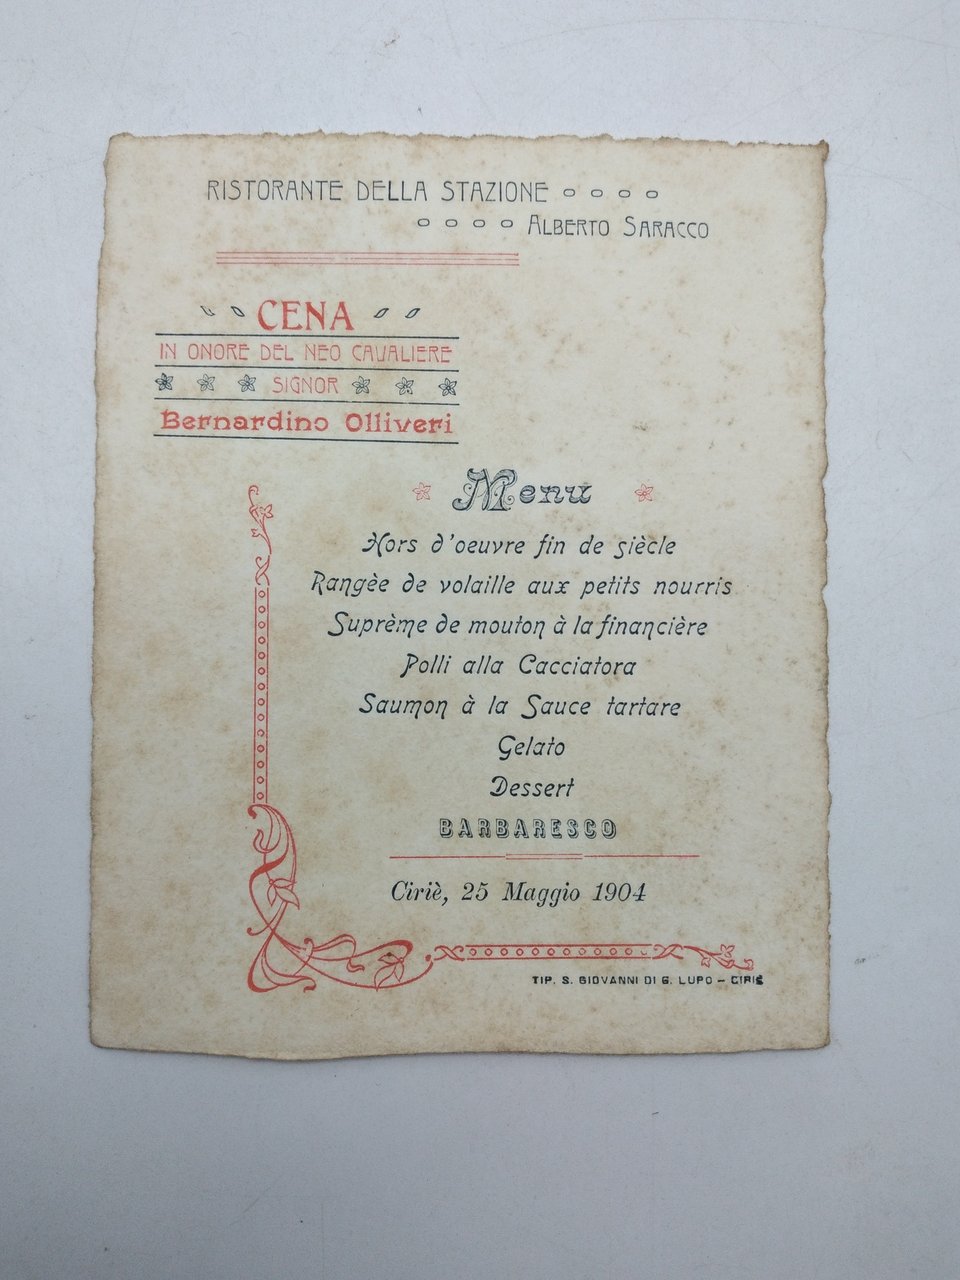 RISTORANTE DELLA STAZIONE
ALBERTO SARACCO
CENA
IN ONORE DEL NEO CAVALIERE
SIGNOR
Bernardino Olliveri
Menu
Hors d'oeuvre fin de siècle
Rangèe de volaille aux petits nourris
Suprème de mouton à la financière
Polli alla Cacciatora
Saumon à la Sauce tartare
Gelato
Dessert
BARBARESCO
Ciriè, 25 Maggio 1904
TIP. S. GIOVANNI DI G. LUPO - CIRIÈ